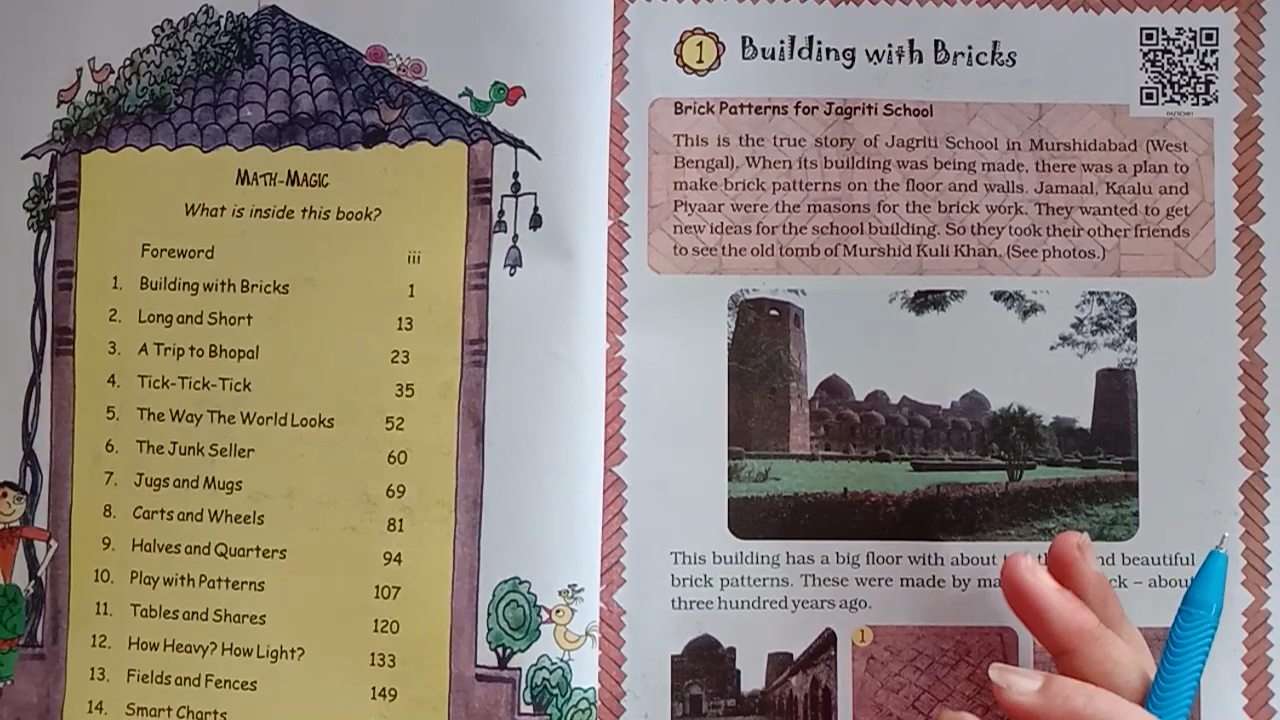 MATH-MAGIC
What is inside this book?
Foreword iii
1. Building with Bricks 1
2. Long and Short 13
3. A Trip to Bhopal 23
4. Tick-Tick-Tick 35
5. The Way The World Looks 52
6. The Junk Seller 60
7. Jugs and Mugs 69
8. Carts and Wheels 81
9. Halves and Quarters 94
10. Play with Patterns 107
11. Tables and Shares 120
12. How Heavy? How Light? 133
13. Fields and Fences 149
14. Smart Charts
1 Building with Bricks
Brick Patterns for Jagriti School
This is the true story of Jagriti School in Murshidabad (West
Bengal). When its building was being made, there was a plan to
make brick patterns on the floor and walls. Jamaal, Kaalu and
Piyaar were the masons for the brick work. They wanted to get
new ideas for the school building. So they took their other friends
to see the old tomb of Murshid Kuli Khan. (See photos.)
This building has a big floor with about beautiful
brick patterns. These were made by – about
three hundred years ago.
1